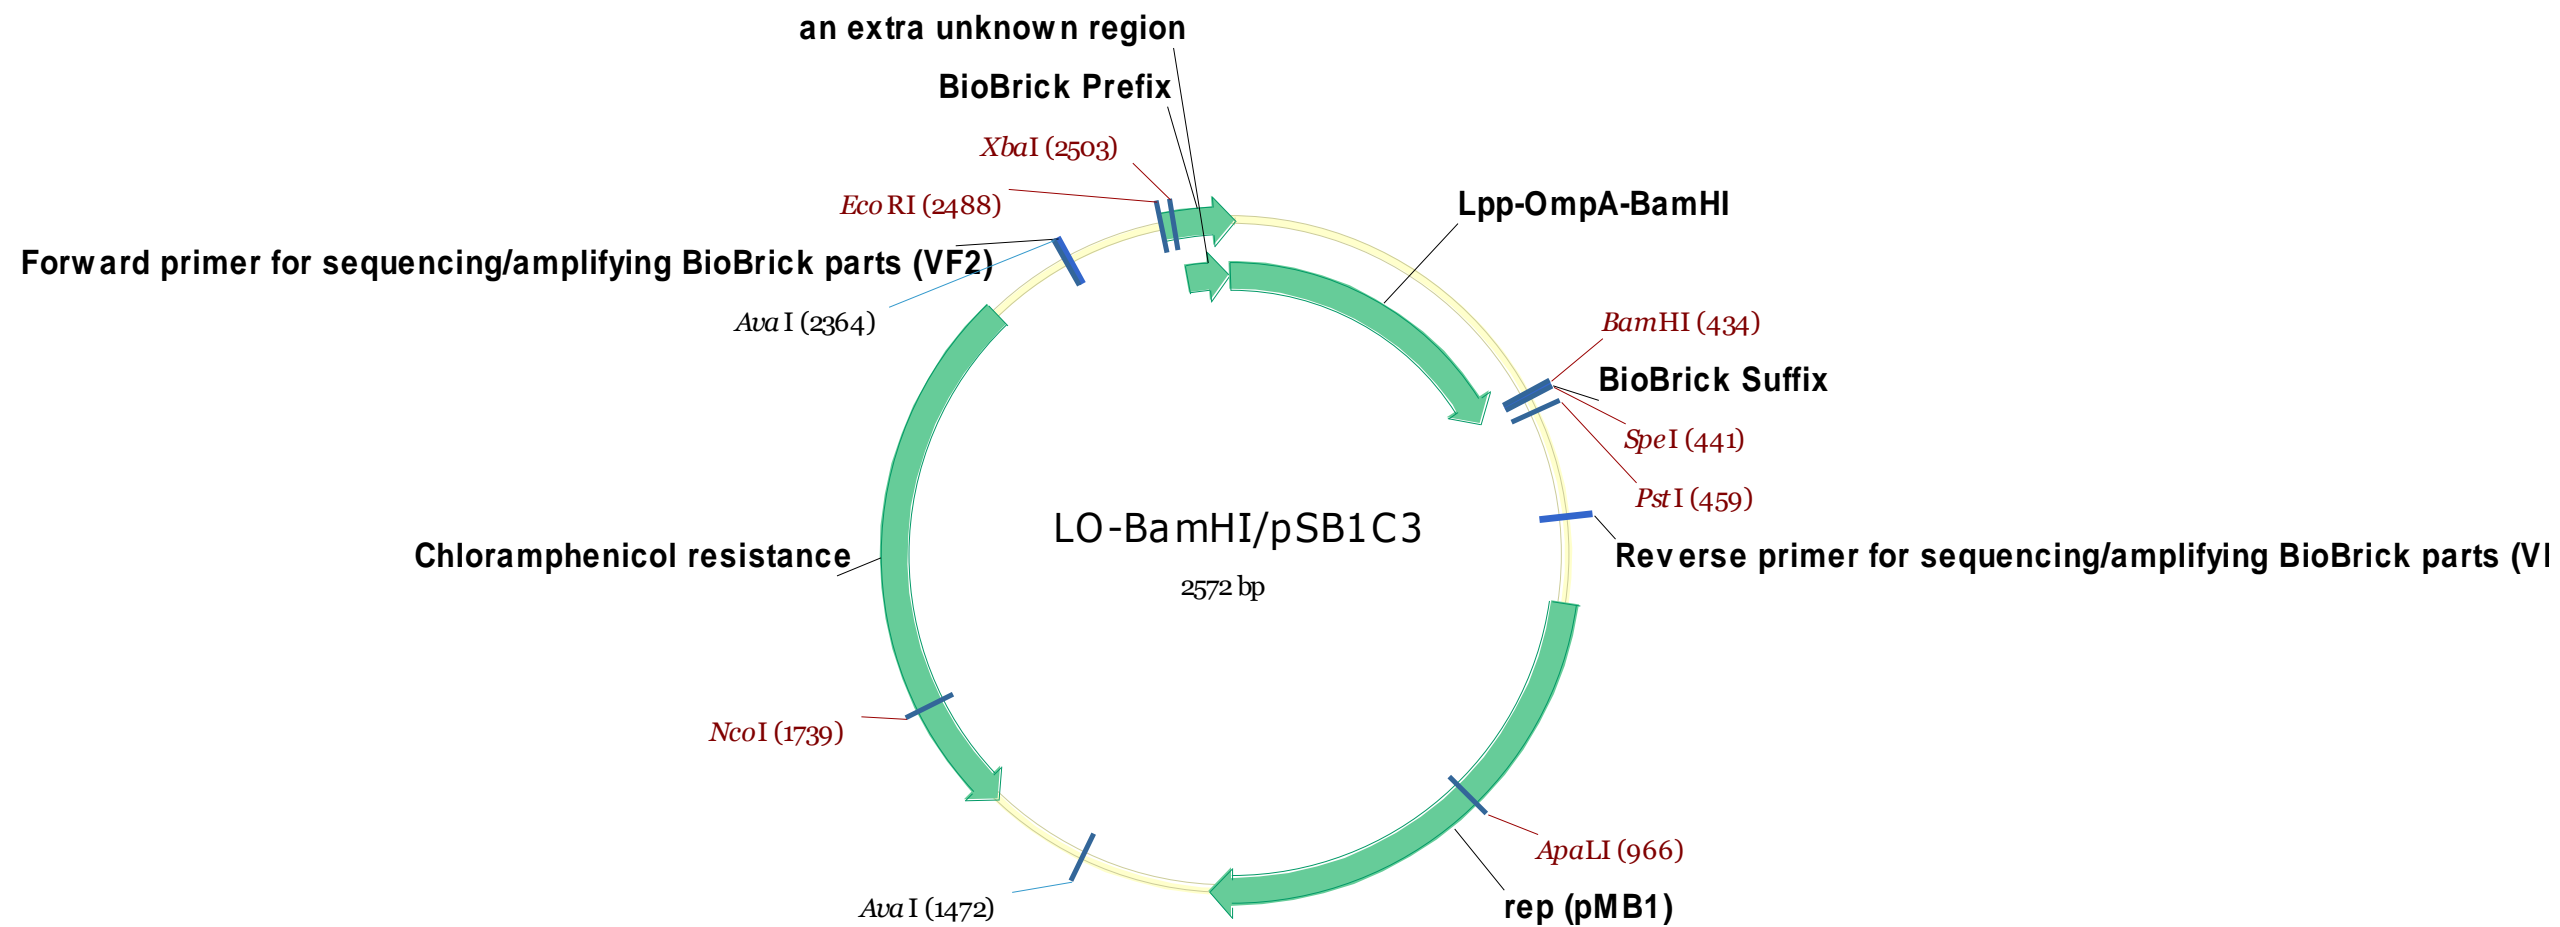 an extra unknown region
BioBrick Prefix
XbaI (2503)
EcoRI (2488)
Lpp-OmpA-BamHI
Forward primer for sequencing/amplifying BioBrick parts (VF2)
AvaI (2364)
BamHI (434)
BioBrick Suffix
SpeI (441)
PstI (459)
LO-BamHI/pSB1C3
2572 bp
Chloramphenicol resistance
Reverse primer for sequencing/amplifying BioBrick parts
NcoI (1739)
ApaLI (966)
AvaI (1472)
rep (pMB1)